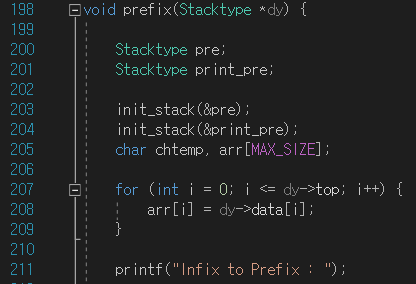 198 void prefix(Stacktype *dy) {
199
200 Stacktype pre;
201 Stacktype print_pre;
202
203 init_stack(&pre);
204 init_stack(&print_pre);
205 char chtemp, arr[MAX_SIZE];
206
207 for (int i = 0; i <= dy->top; i++) {
208 arr[i] = dy->data[i];
209 }
210
211 printf("Infix to Prefix : ");